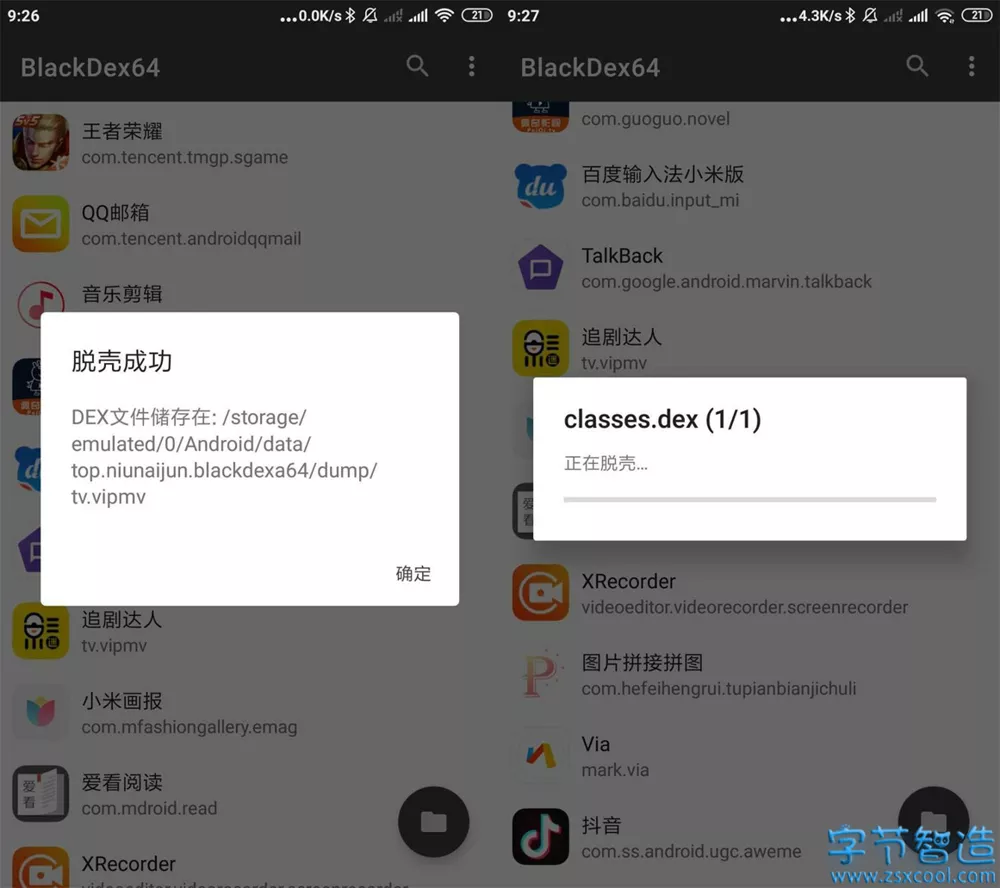 9:26
...0.0K/s
21
BlackDex64
王者荣耀
com.tencent.tmgp.sgame
QQ邮箱
com.tencent.androidqqmail
音乐剪辑
脱壳成功
DEX文件储存在: /storage/
emulated/0/Android/data/
top.niunaijun.blackdexa64/dump/
tv.vipmv
确定
追剧达人
tv.vipmv
小米画报
com.mfashiongallery.emag
爱看
爱看阅读
com.mdroid.read
XRecorder
9:27
...4.3K/s
21
BlackDex64
com.guoguo.novel
du
百度输入法小米版
com.baidu.input_mi
TalkBack
com.google.android.marvin.talkback
追剧达人
tv.vipmv
classes.dex (1/1)
正在脱壳...
XRecorder
videoeditor.videorecorder.screenrecorder
图片拼接拼图
com.hefeihengrui.tupianbianjichuli
Via
mark.via
抖音
com.ss.android.ugc.aweme
字节智造
www.zsxcool.com